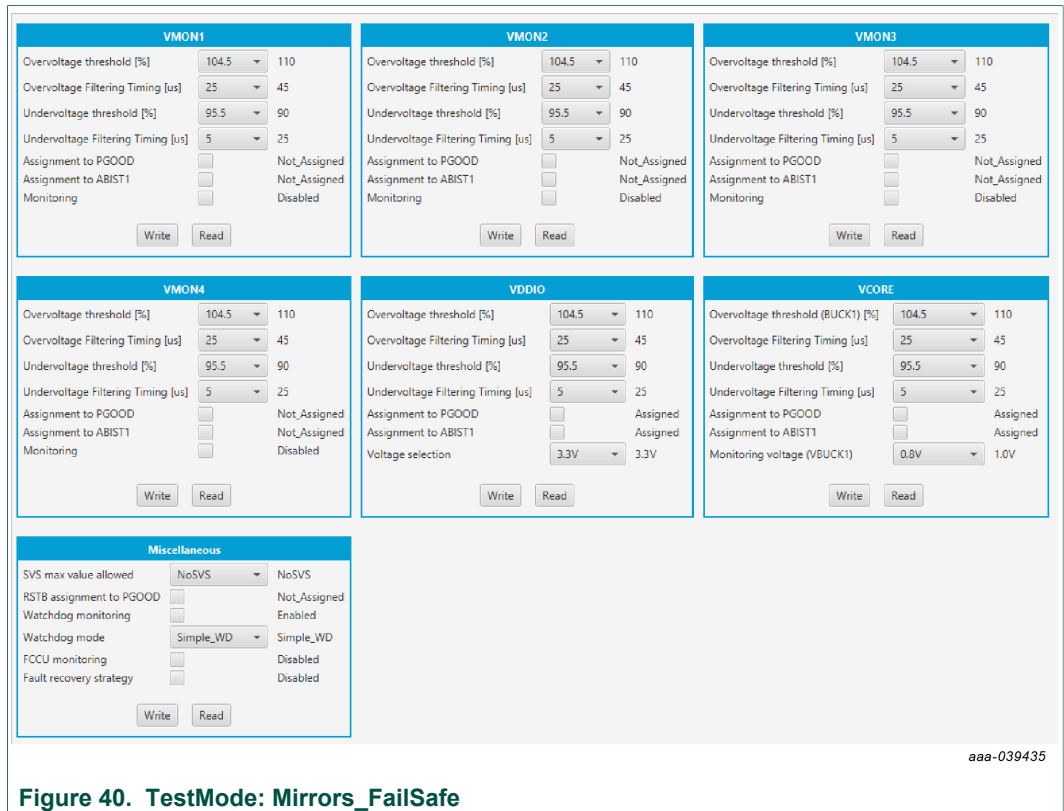 VMON1
Overvoltage threshold [%] 104.5 110
Overvoltage Filtering Timing [us] 25 45
Undervoltage threshold [%] 95.5 90
Undervoltage Filtering Timing [us] 5 25
Assignment to PGOOD Not_Assigned
Assignment to ABIST1 Not_Assigned
Monitoring Disabled
Write Read
VMON2
Overvoltage threshold [%] 104.5 110
Overvoltage Filtering Timing [us] 25 45
Undervoltage threshold [%] 95.5 90
Undervoltage Filtering Timing [us] 5 25
Assignment to PGOOD Not_Assigned
Assignment to ABIST1 Not_Assigned
Monitoring Disabled
Write Read
VMON3
Overvoltage threshold [%] 104.5 110
Overvoltage Filtering Timing [us] 25 45
Undervoltage threshold [%] 95.5 90
Undervoltage Filtering Timing [us] 5 25
Assignment to PGOOD Not_Assigned
Assignment to ABIST1 Not_Assigned
Monitoring Disabled
Write Read
VMON4
Overvoltage threshold [%] 104.5 110
Overvoltage Filtering Timing [us] 25 45
Undervoltage threshold [%] 95.5 90
Undervoltage Filtering Timing [us] 5 25
Assignment to PGOOD Not_Assigned
Assignment to ABIST1 Not_Assigned
Monitoring Disabled
Write Read
VDDIO
Overvoltage threshold [%] 104.5 110
Overvoltage Filtering Timing [us] 25 45
Undervoltage threshold [%] 95.5 90
Undervoltage Filtering Timing [us] 5 25
Assignment to PGOOD Assigned
Assignment to ABIST1 Assigned
Voltage selection 3.3V 3.3V
Write Read
VCORE
Overvoltage threshold (BUCK1) [%] 104.5 110
Overvoltage Filtering Timing [us] 25 45
Undervoltage threshold [%] 95.5 90
Undervoltage Filtering Timing [us] 5 25
Assignment to PGOOD Assigned
Assignment to ABIST1 Assigned
Monitoring voltage (VBUCK1) 0.8V 1.0V
Write Read
Miscellaneous
SVS max value allowed NoSVS NoSVS
RSTB assignment to PGOOD Not_Assigned
Watchdog monitoring Enabled
Watchdog mode Simple_WD Simple_WD
FCCU monitoring Disabled
Fault recovery strategy Disabled
Write Read
aaa-039435
Figure 40. TestMode: Mirrors_FailSafe